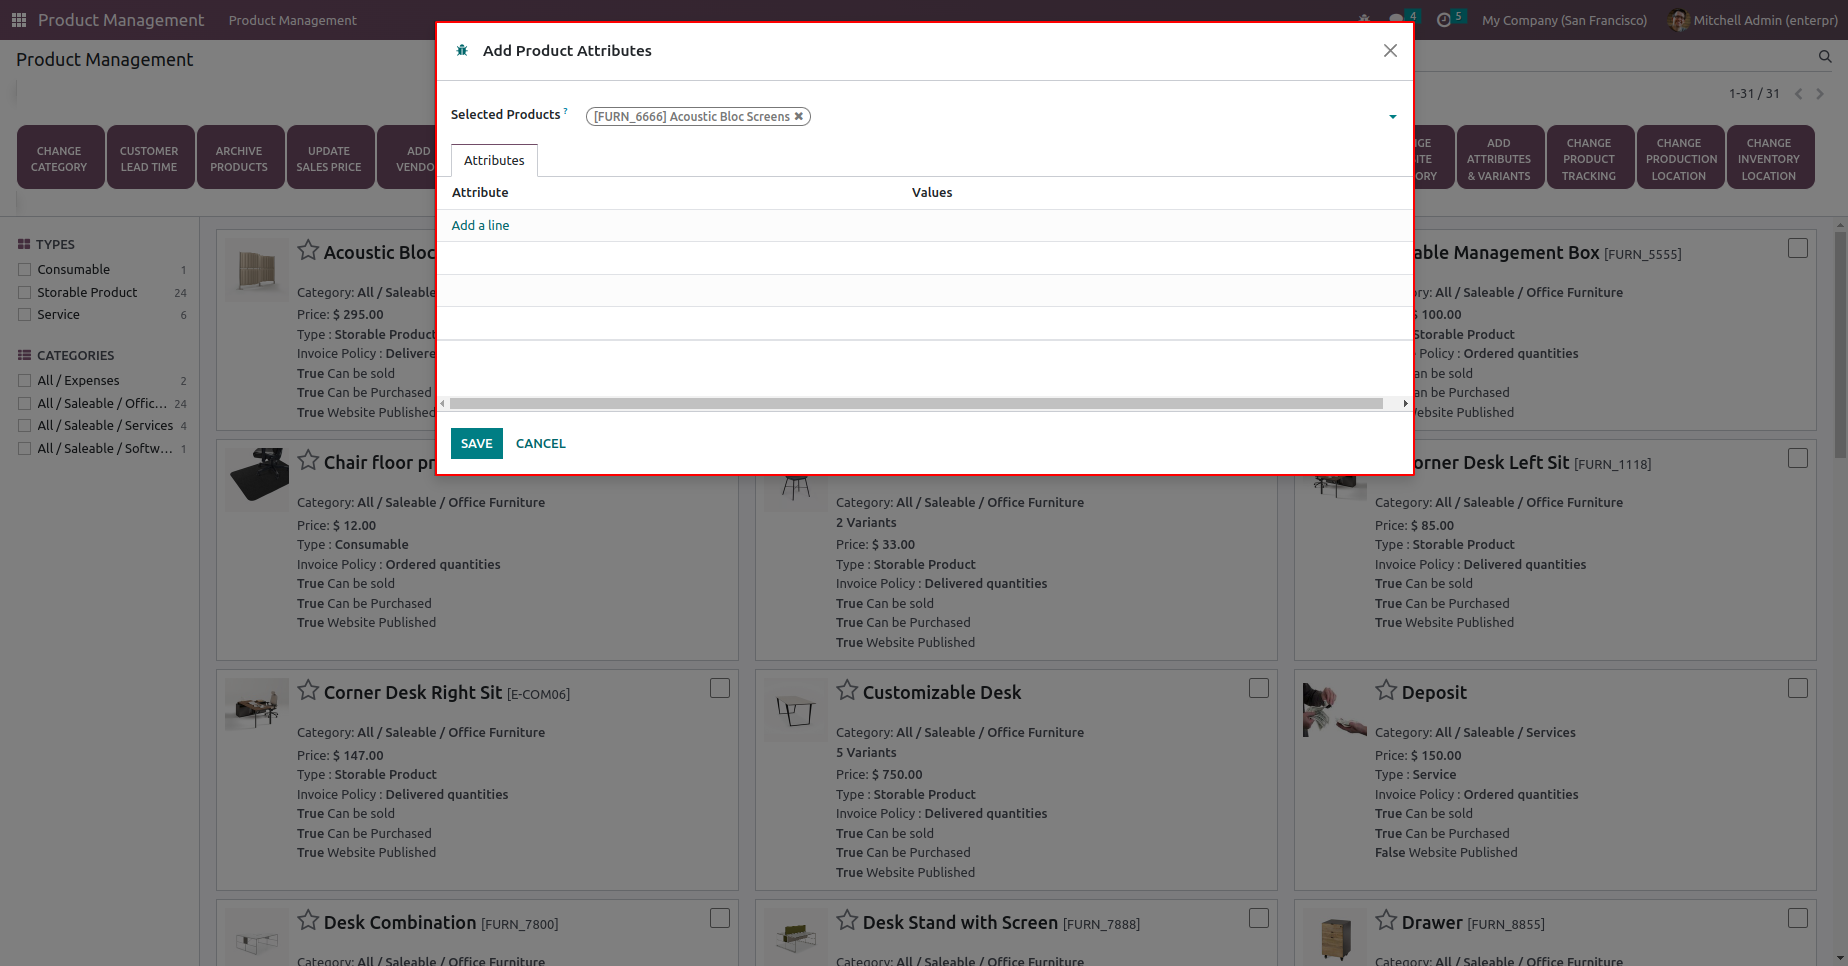 Product Management
Product Management
4
5
My Company (San Francisco)
Mitchell Admin (enterpr)
Product Management
1-31 / 31
CHANGE CATEGORY
CUSTOMER LEAD TIME
ARCHIVE PRODUCTS
UPDATE SALES PRICE
ADD
ADD ATTRIBUTES & VARIANTS
CHANGE PRODUCT TRACKING
CHANGE PRODUCTION LOCATION
CHANGE INVENTORY LOCATION
Add Product Attributes
Selected Products ?
[FURN_6666] Acoustic Bloc Screens ✖
Attributes
Attribute
Values
Add a line
SAVE
CANCEL
TYPES
Consumable 1
Storable Product 24
Service 6
CATEGORIES
All / Expenses 2
All / Saleable / Offic... 24
All / Saleable / Services 4
All / Saleable / Softw... 1
Acoustic Bloc
Category: All / Saleable
Price: $ 295.00
Type : Storable Product
Invoice Policy :
True Can be sold
True Can be Purchased
True Website Published
Management Box [FURN_5555]
All / Saleable / Office Furniture
$ 100.00
Storable Product
Policy : Ordered quantities
be sold
be Purchased
Website Published
Chair floor
Category: All / Saleable / Office Furniture
Price: $ 12.00
Type : Consumable
Invoice Policy : Ordered quantities
True Can be sold
True Can be Purchased
True Website Published
Category: All / Saleable / Office Furniture
2 Variants
Price: $ 33.00
Type : Storable Product
Invoice Policy : Delivered quantities
True Can be sold
True Can be Purchased
True Website Published
Desk Left Sit [FURN_1118]
Category: All / Saleable / Office Furniture
Price: $ 85.00
Type : Storable Product
Invoice Policy : Delivered quantities
True Can be sold
True Can be Purchased
True Website Published
Corner Desk Right Sit [E-COM06]
Category: All / Saleable / Office Furniture
Price: $ 147.00
Type : Storable Product
Invoice Policy : Delivered quantities
True Can be sold
True Can be Purchased
True Website Published
Customizable Desk
Category: All / Saleable / Office Furniture
5 Variants
Price: $ 750.00
Type : Storable Product
Invoice Policy : Delivered quantities
True Can be sold
True Can be Purchased
True Website Published
Deposit
Category: All / Saleable / Services
Price: $ 150.00
Type : Service
Invoice Policy : Ordered quantities
True Can be sold
True Can be Purchased
False Website Published
Desk Combination [FURN_7800]
Category: All / Saleable / Office Furniture
Desk Stand with Screen [FURN_7888]
Category: All / Saleable / Office Furniture
Drawer [FURN_8855]
Category: All / Saleable / Office Furniture